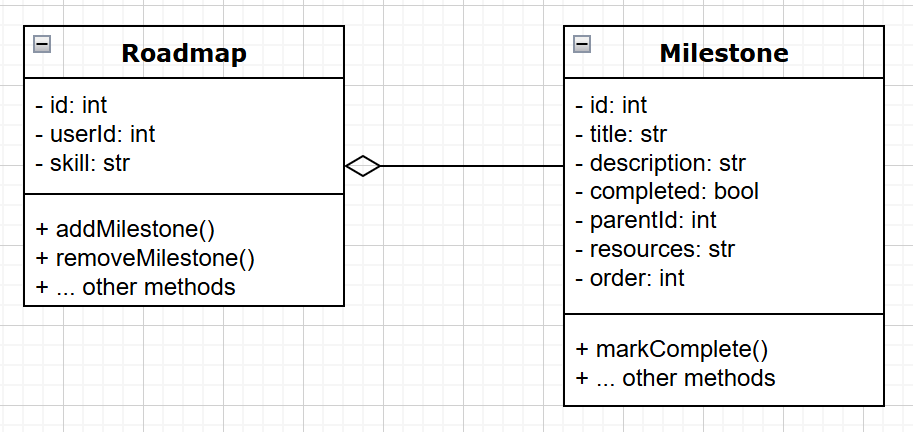 Roadmap
- id: int
- userId: int
- skill: str
+ addMilestone()
+ removeMilestone()
+ ... other methods
Milestone
- id: int
- title: str
- description: str
- completed: bool
- parentId: int
- resources: str
- order: int
+ markComplete()
+ ... other methods